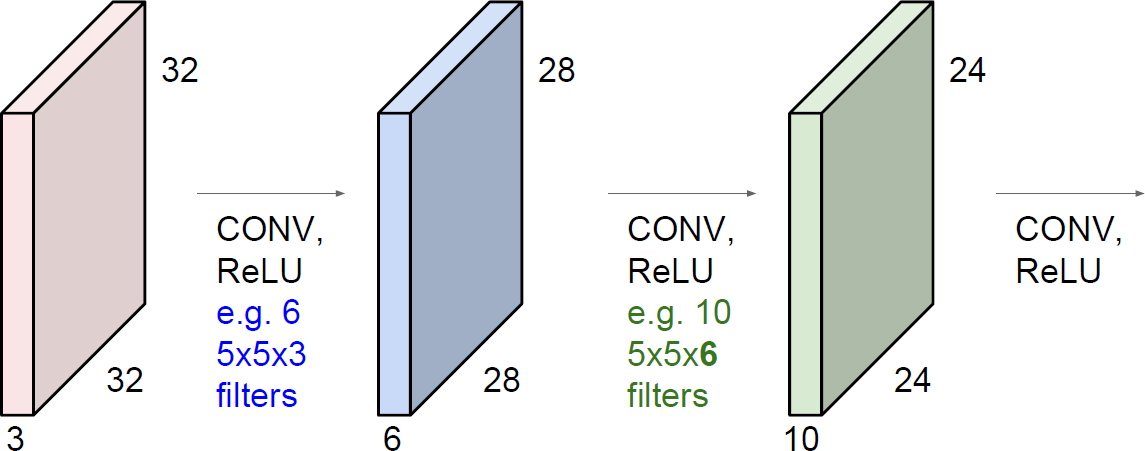 32
32
3
CONV,
ReLU
e.g. 6
5x5x3
filters
28
28
6
CONV,
ReLU
e.g. 10
5x5x6
filters
24
24
10
CONV,
ReLU